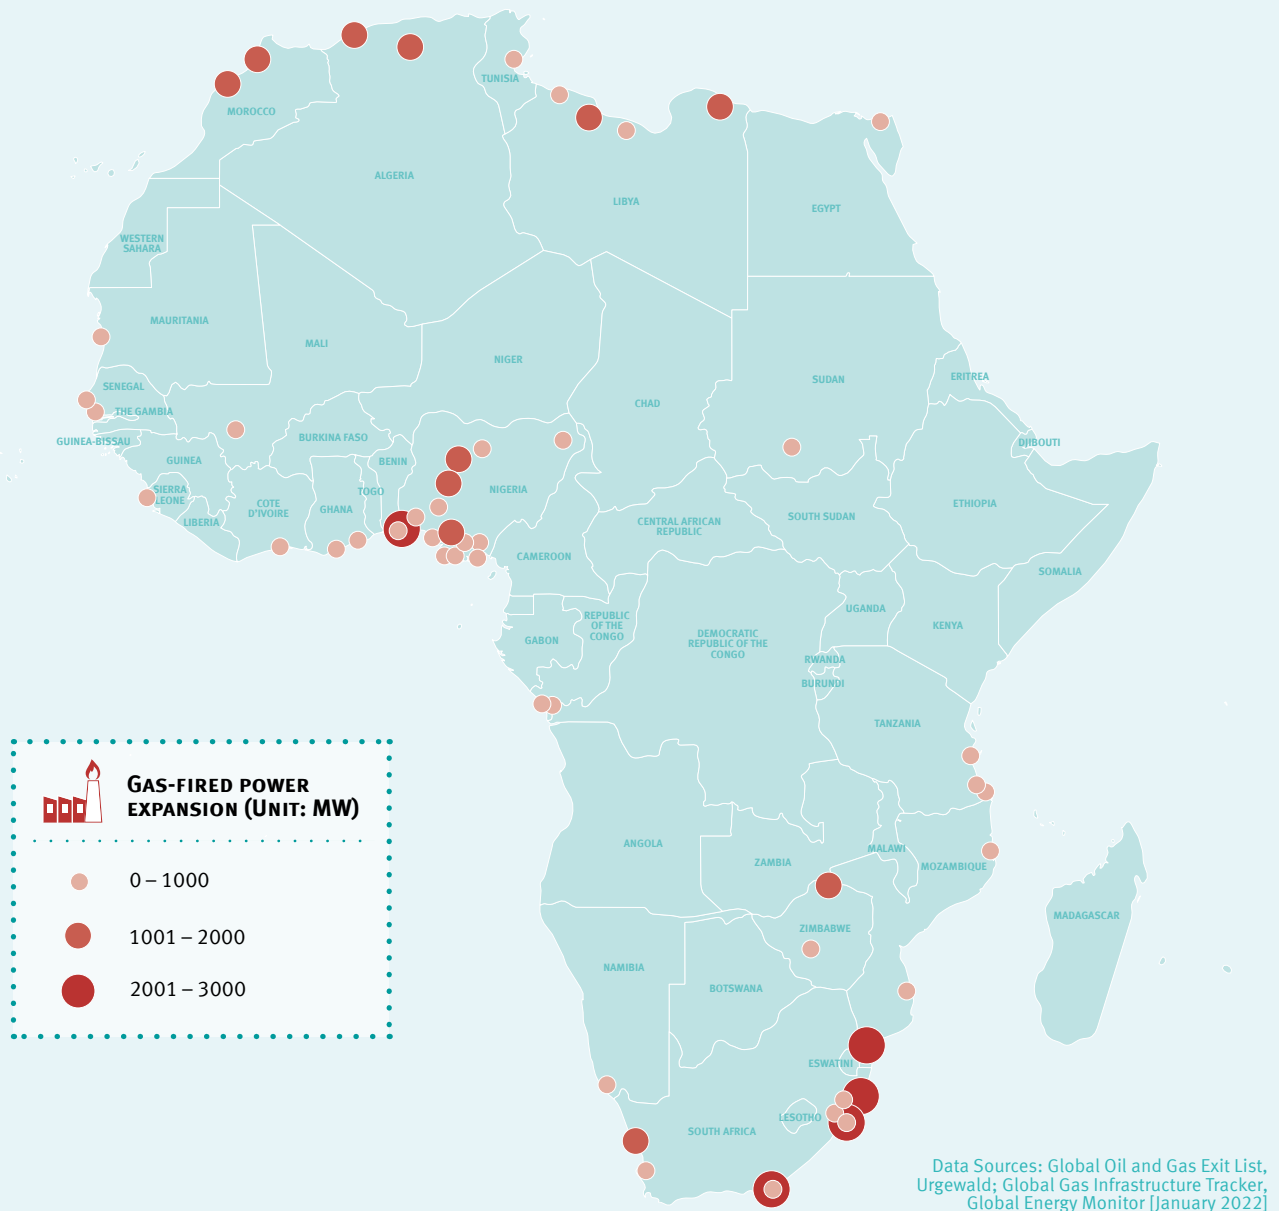 TUNISIA
MOROCCO
ALGERIA
LIBYA
EGYPT
WESTERN
SAHARA
MAURITANIA
MALI
NIGER
CHAD
SUDAN
ERITREA
SENEGAL
THE GAMBIA
GUINEA-BISSAU
BURKINA FASO
DJIBOUTI
GUINEA
BENIN
SIERRA
LEONE
TOGO
NIGERIA
COTE
D'IVOIRE
GHANA
ETHIOPIA
LIBERIA
CENTRAL AFRICAN
REPUBLIC
SOUTH SUDAN
CAMEROON
SOMALIA
UGANDA
REPUBLIC
OF THE
CONGO
KENYA
GABON
DEMOCRATIC
REPUBLIC OF THE
CONGO
RWANDA
BURUNDI
TANZANIA
GAS-FIRED POWER
EXPANSION (UNIT: MW)
0 – 1000
1001 – 2000
2001 – 3000
ANGOLA
MALAWI
ZAMBIA
MOZAMBIQUE
MADAGASCAR
ZIMBABWE
NAMIBIA
BOTSWANA
ESWATINI
LESOTHO
SOUTH AFRICA
Data Sources: Global Oil and Gas Exit List,
Urgewald; Global Gas Infrastructure Tracker,
Global Energy Monitor [January 2022]